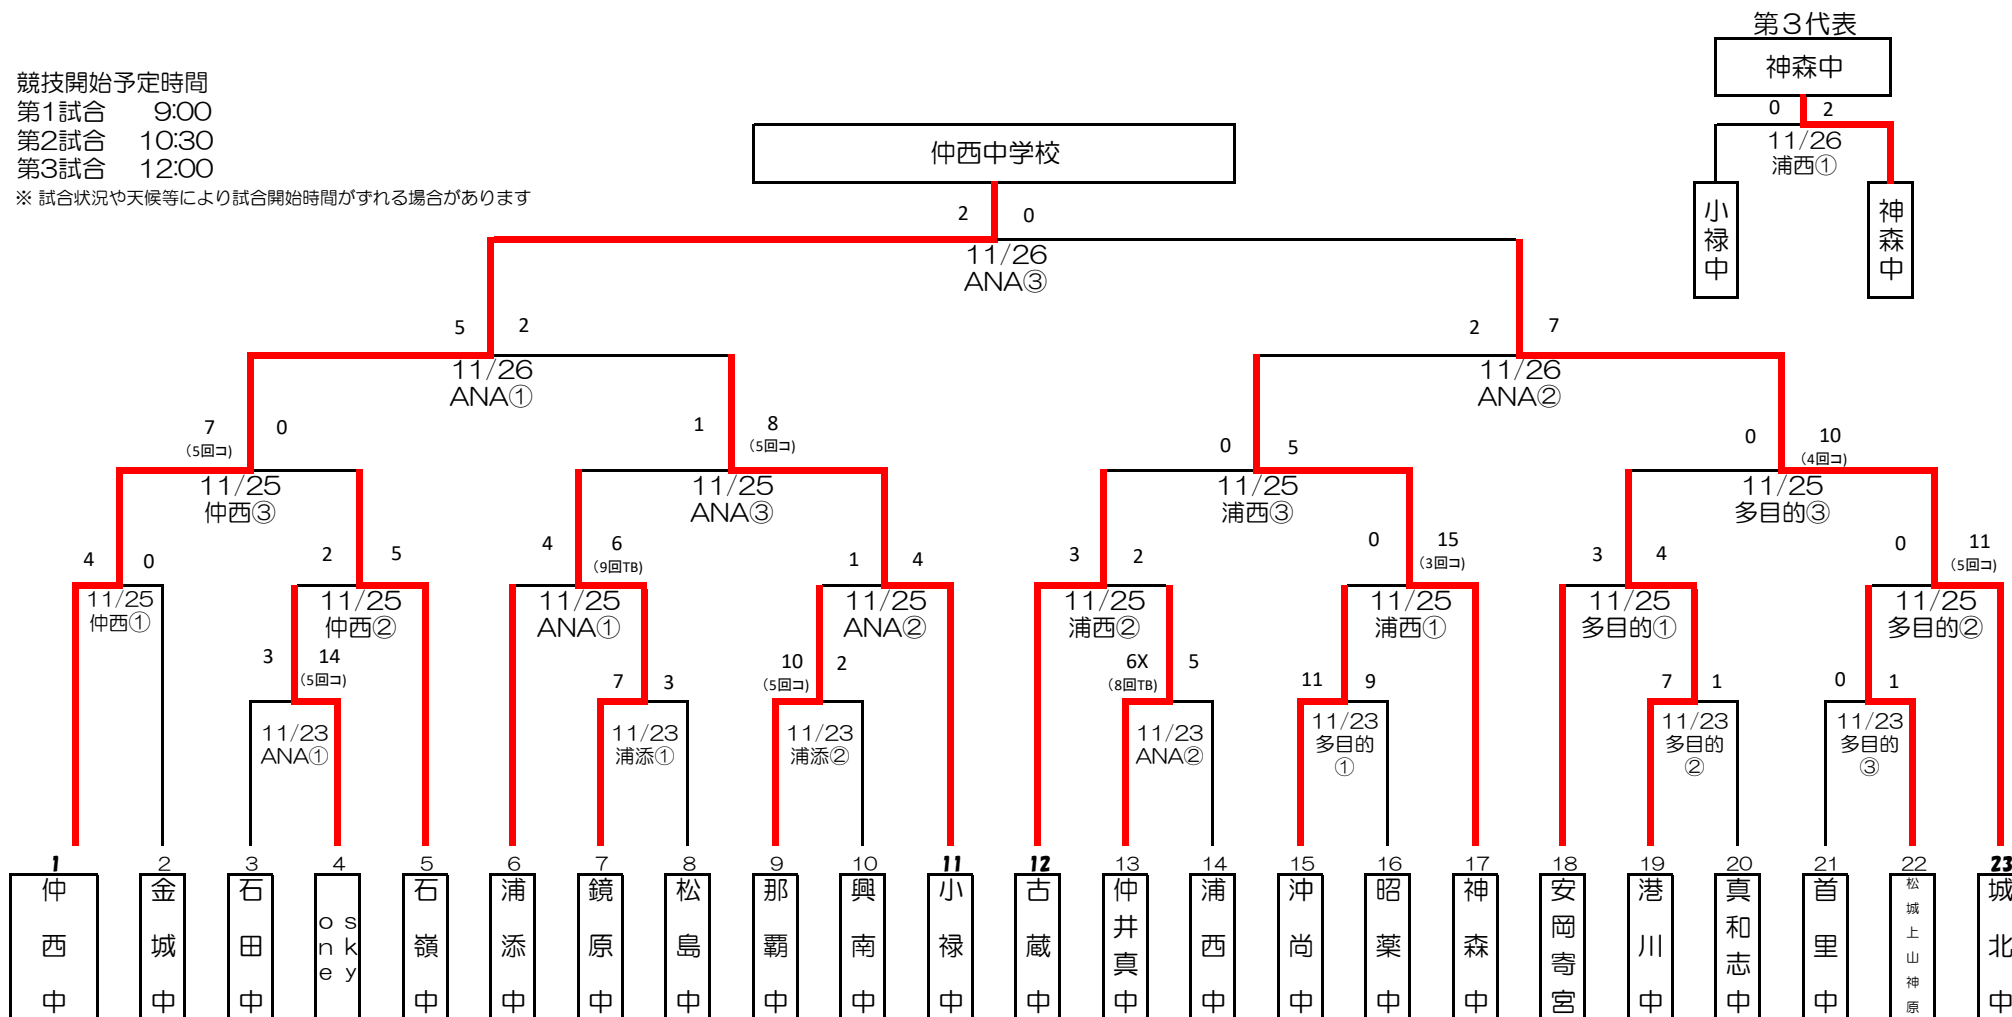 第3代表
神森中
0 2
11/26
浦西①
小禄中
神森中
競技開始予定時間
第1試合 9:00
第2試合 10:30
第3試合 12:00
※ 試合状況や天候等により試合開始時間がずれる場合があります
仲西中学校
2 0
11/26
ANA③
5 2
11/26
ANA①
2 7
11/26
ANA②
7 0
(5回コ)
11/25
仲西③
1 8
(5回コ)
11/25
ANA③
0 5
11/25
浦西③
0 10
(4回コ)
11/25
多目的③
4 0
11/25
仲西①
2 5
11/25
仲西②
4 6
(9回TB)
11/25
ANA①
1 4
11/25
ANA②
3 2
11/25
浦西②
0 15
(3回コ)
11/25
浦西①
3 4
11/25
多目的①
0 11
(5回コ)
11/25
多目的②
3 14
(5回コ)
11/23
ANA①
7 3
11/23
浦添①
10 2
(5回コ)
11/23
浦添②
6X 5
(8回TB)
11/23
ANA②
11 9
11/23
多目的
①
7 1
11/23
多目的
②
0 1
11/23
多目的
③
1 2 3 4 5 6 7 8 9 10 11 12 13 14 15 16 17 18 19 20 21 22 23
仲西中
金城中
石田中
sky
one
石嶺中
浦添中
鏡原中
松島中
那覇中
興南中
小禄中
古蔵中
仲井真中
浦西中
沖尚中
昭薬中
神森中
安岡寄宮
港川中
真和志中
首里中
松城上山神原
城北中